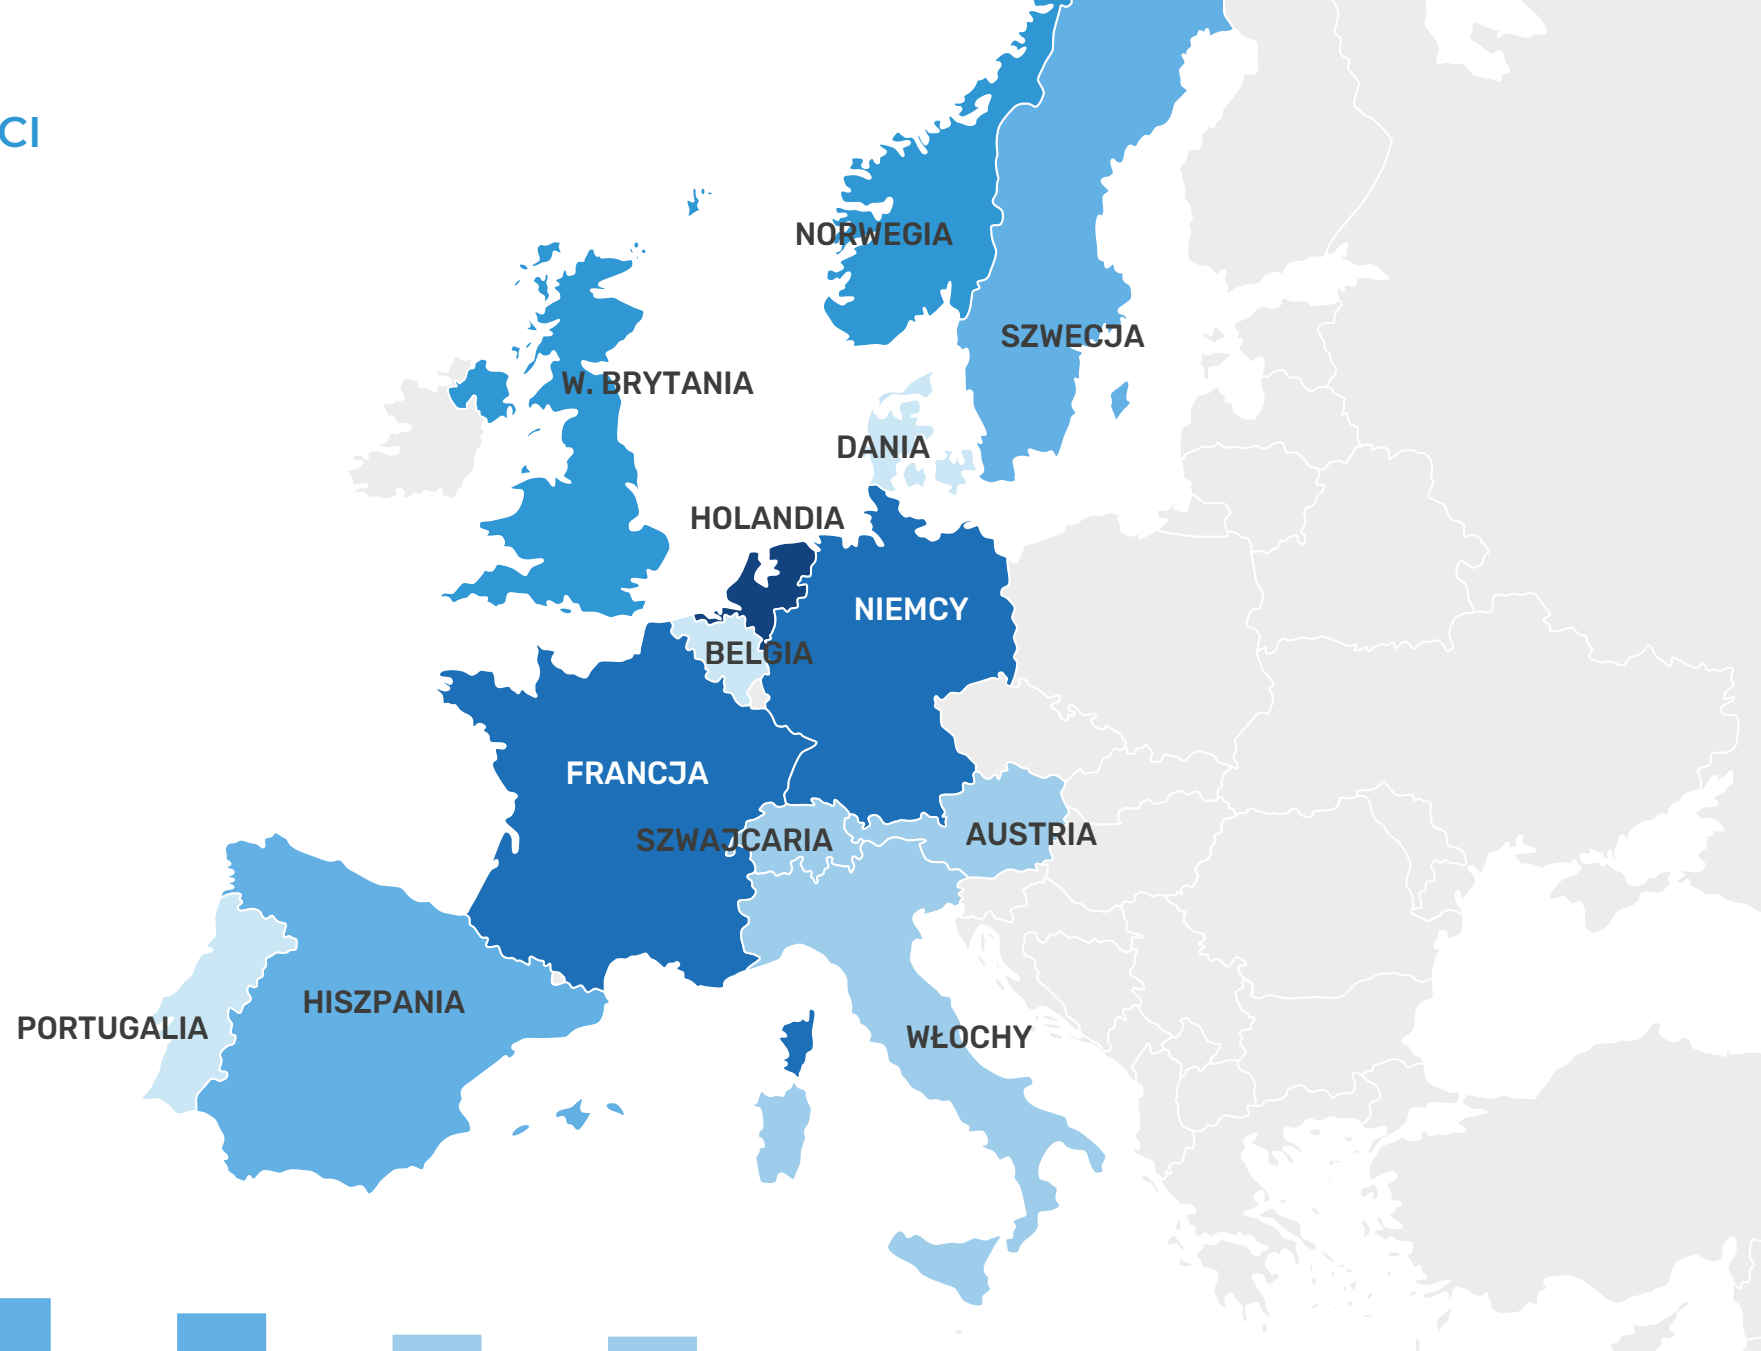 CI
NORWEGIA
SZWECJA
W. BRYTANIA
DANIA
HOLANDIA
NIEMCY
BELGIA
FRANCJA
SZWAJCARIA
AUSTRIA
HISZPANIA
PORTUGALIA
WŁOCHY